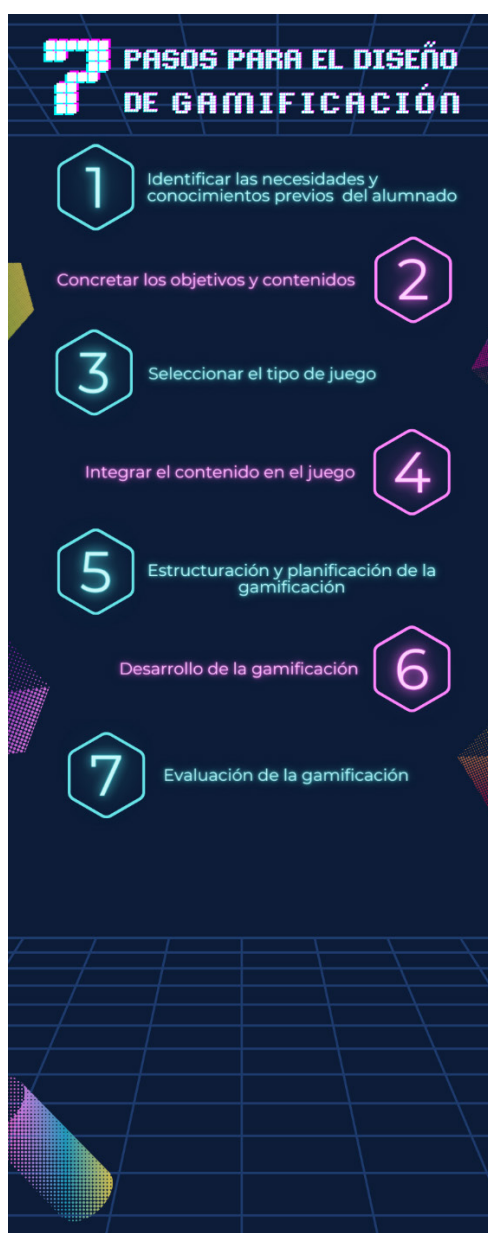 7 PASOS PARA EL DISEÑO
DE GAMIFICACIÓN
1
Identificar las necesidades y
conocimientos previos del alumnado
Concretar los objetivos y contenidos
2
3
Seleccionar el tipo de juego
Integrar el contenido en el juego
4
5
Estructuración y planificación de la
gamificación
Desarrollo de la gamificación
6
7
Evaluación de la gamificación